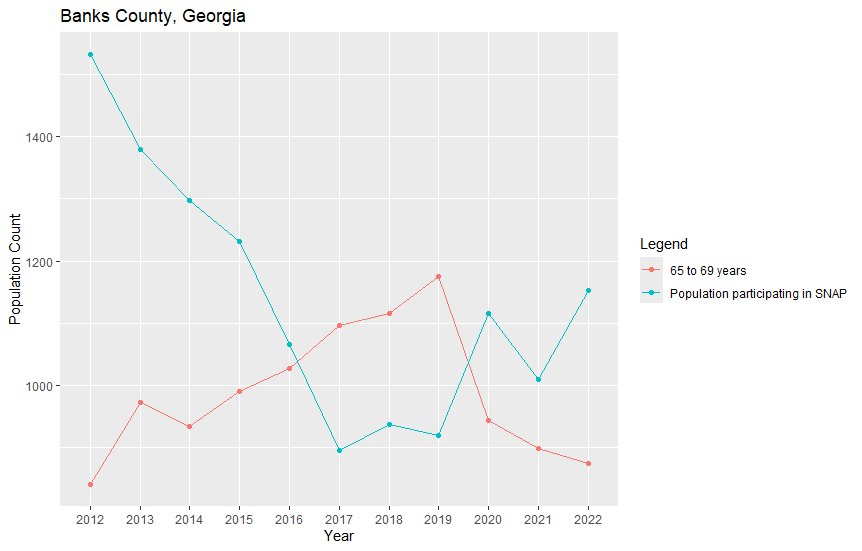 Banks County, Georgia
Population Count
1400
1200
1000
2012 2013 2014 2015 2016 2017 2018 2019 2020 2021 2022
Year
Legend
65 to 69 years
Population participating in SNAP